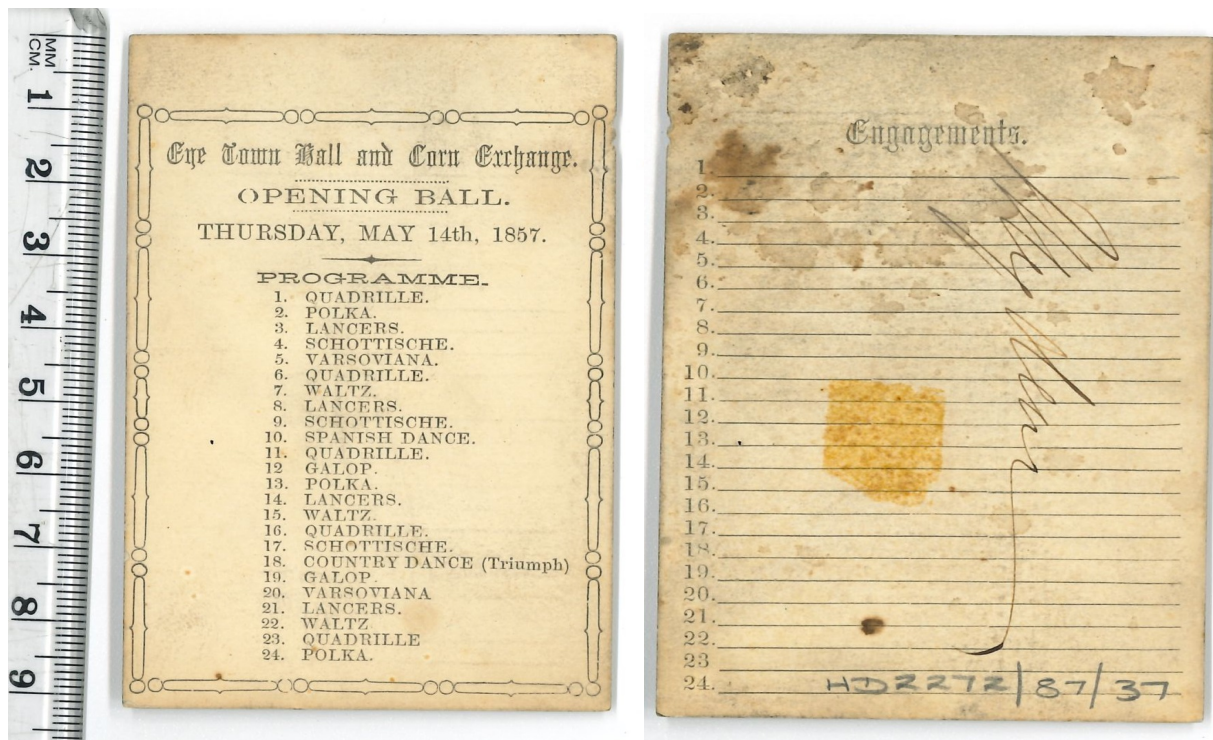 MM
CM.
1
2
3
4
5
6
7
8
9
Eye Town Hall and Corn Exchange.
OPENING BALL.
THURSDAY, MAY 14th, 1857.
PROGRAMME.
1. QUADRILLE.
2. POLKA.
3. LANCERS.
4. SCHOTTISCHE.
5. VARSOVIANA.
6. QUADRILLE.
7. WALTZ.
8. LANCERS.
9. SCHOTTISCHE.
10. SPANISH DANCE.
11. QUADRILLE.
12 GALOP.
13. POLKA.
14. LANCERS.
15. WALTZ.
16. QUADRILLE.
17. SCHOTTISCHE.
18. COUNTRY DANCE (Triumph)
19. GALOP.
20. VARSOVIANA
21. LANCERS.
22. WALTZ
23. QUADRILLE
24. POLKA.
Engagements.
1.
2.
3.
4.
5.
6.
7.
8.
9.
10.
11.
12.
13.
14.
15.
16.
17.
18.
19.
20.
21.
22.
23
24.
HD2272/87/37